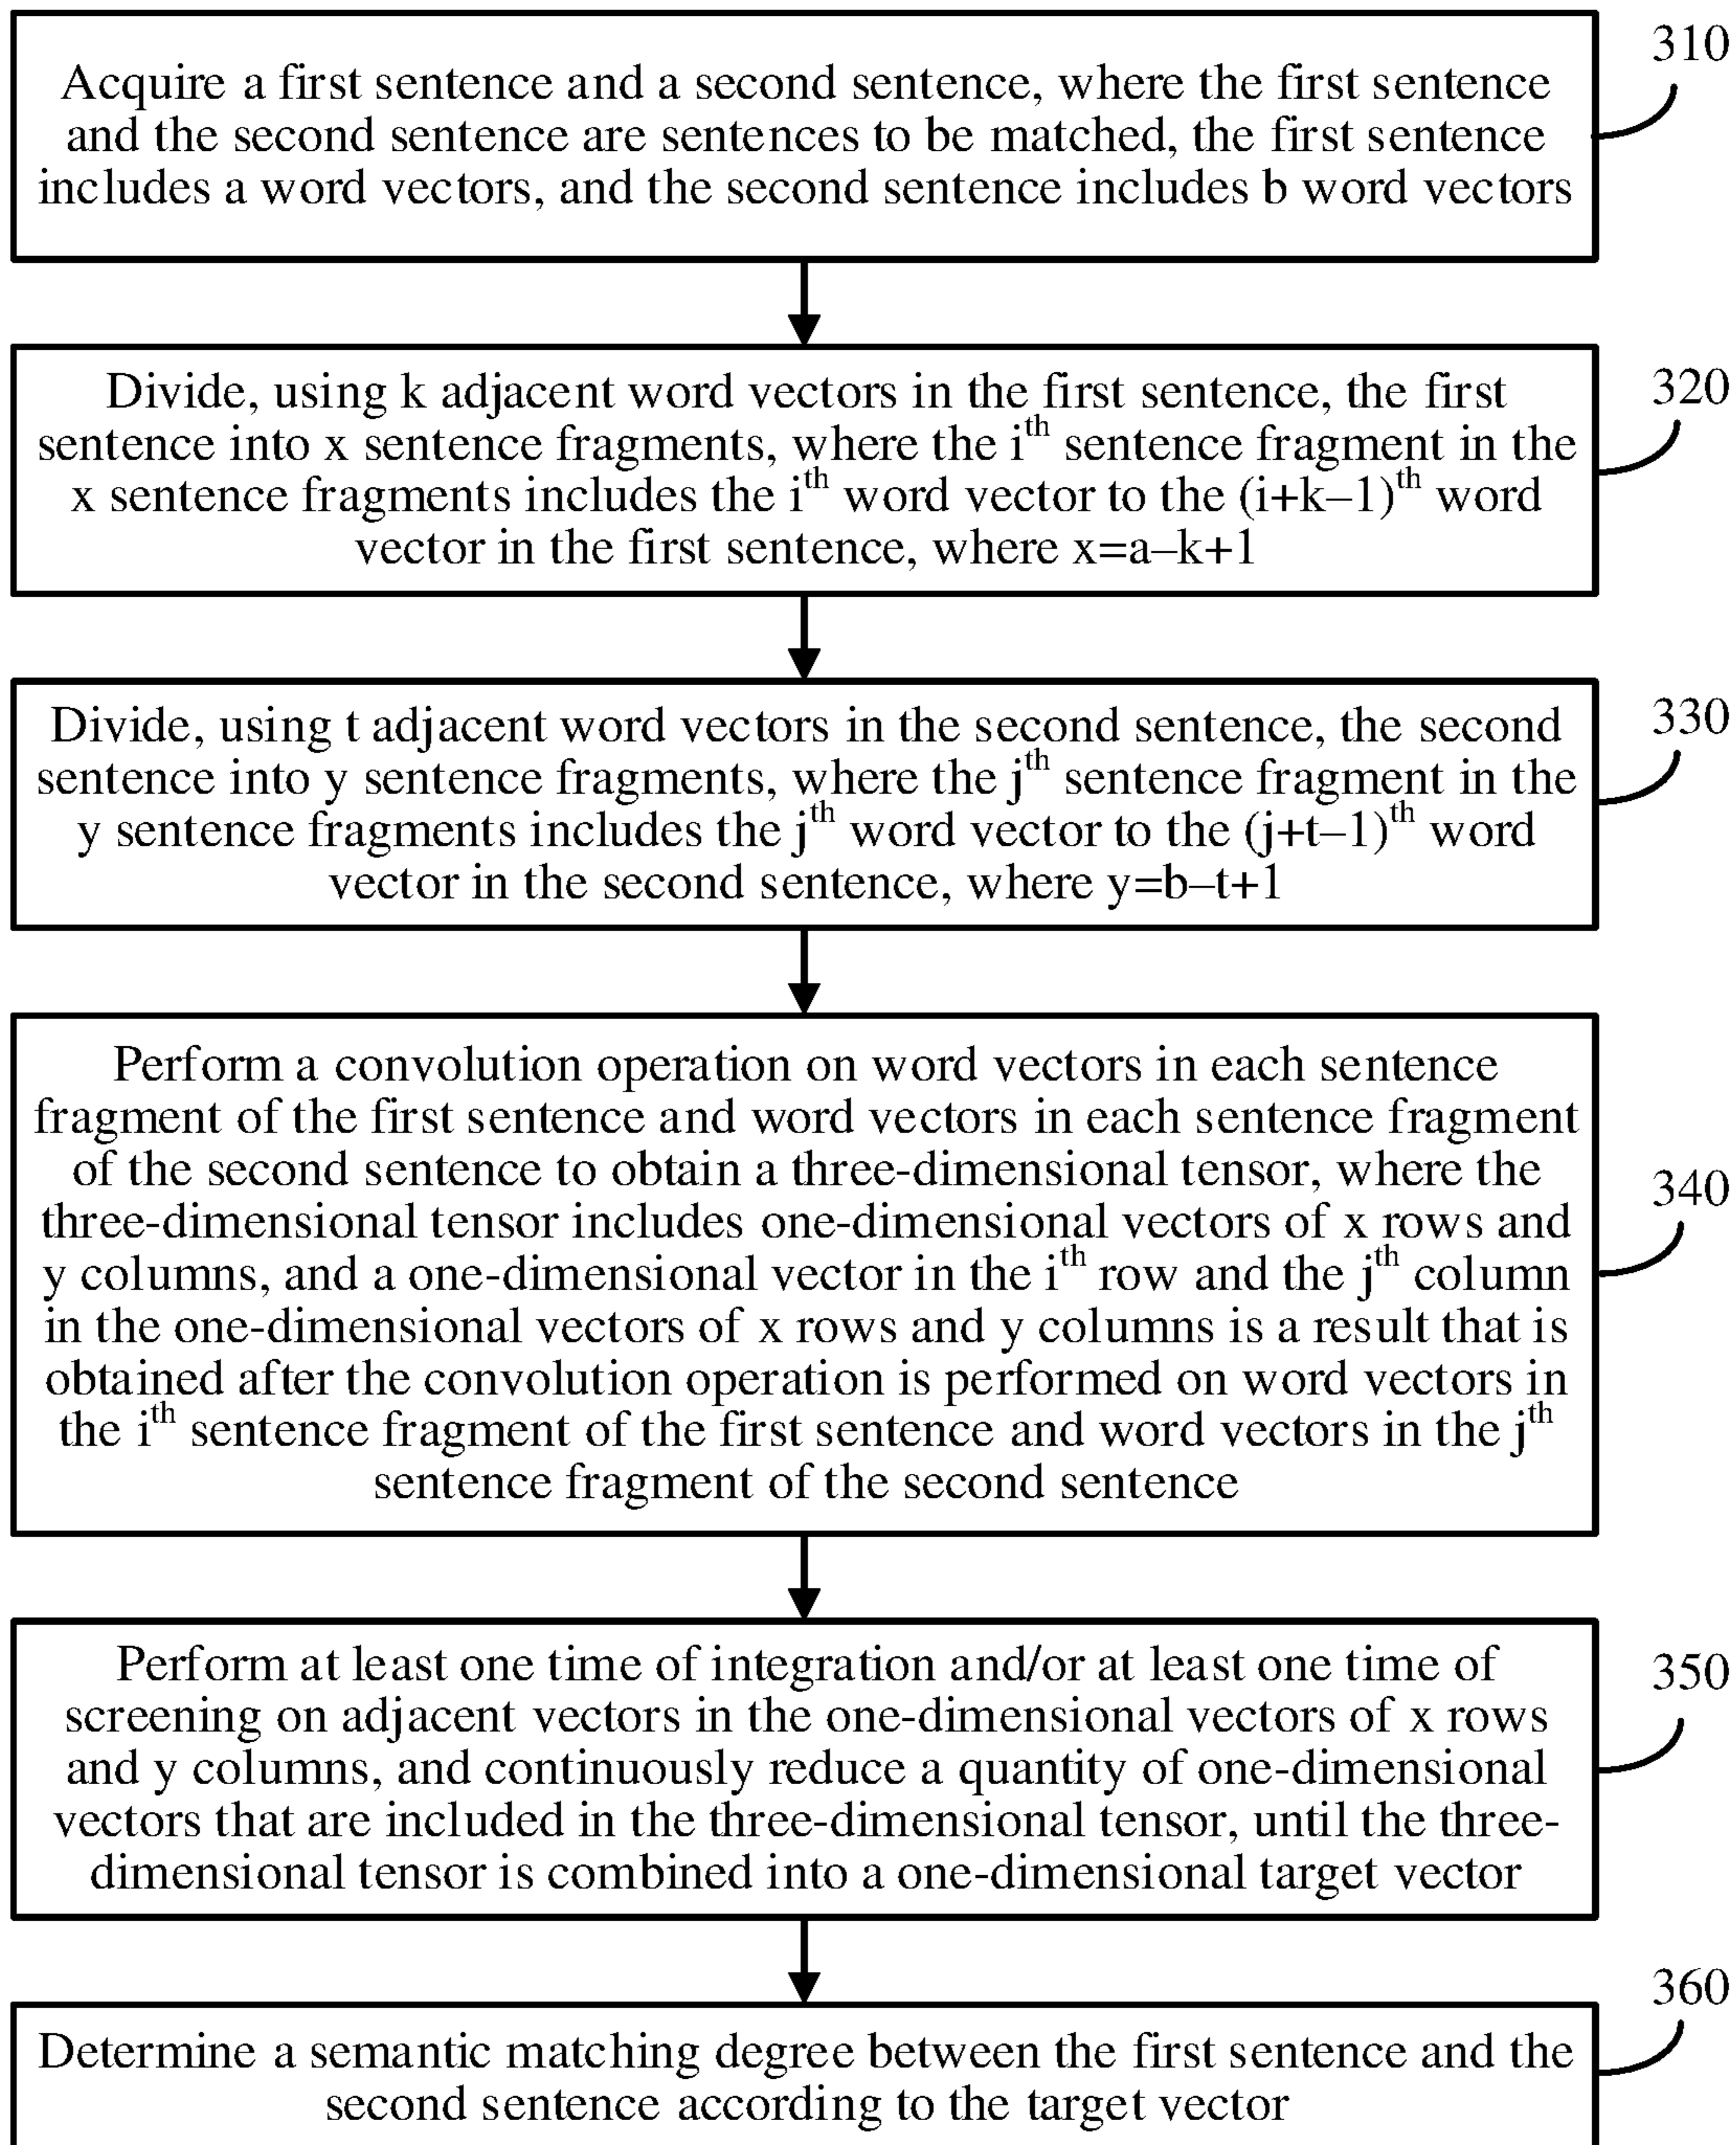 310
Acquire a first sentence and a second sentence, where the first sentence
and the second sentence are sentences to be matched, the first sentence
includes a word vectors, and the second sentence includes b word vectors
320
Divide, using k adjacent word vectors in the first sentence, the first
sentence into x sentence fragments, where the iᵗʰ sentence fragment in the
x sentence fragments includes the iᵗʰ word vector to the (i+k–1)ᵗʰ word
vector in the first sentence, where x=a–k+1
330
Divide, using t adjacent word vectors in the second sentence, the second
sentence into y sentence fragments, where the jᵗʰ sentence fragment in the
y sentence fragments includes the jᵗʰ word vector to the (j+t–1)ᵗʰ word
vector in the second sentence, where y=b–t+1
340
Perform a convolution operation on word vectors in each sentence
fragment of the first sentence and word vectors in each sentence fragment
of the second sentence to obtain a three-dimensional tensor, where the
three-dimensional tensor includes one-dimensional vectors of x rows and
y columns, and a one-dimensional vector in the iᵗʰ row and the jᵗʰ column
in the one-dimensional vectors of x rows and y columns is a result that is
obtained after the convolution operation is performed on word vectors in
the iᵗʰ sentence fragment of the first sentence and word vectors in the jᵗʰ
sentence fragment of the second sentence
350
Perform at least one time of integration and/or at least one time of
screening on adjacent vectors in the one-dimensional vectors of x rows
and y columns, and continuously reduce a quantity of one-dimensional
vectors that are included in the three-dimensional tensor, until the three-
dimensional tensor is combined into a one-dimensional target vector
360
Determine a semantic matching degree between the first sentence and the
second sentence according to the target vector